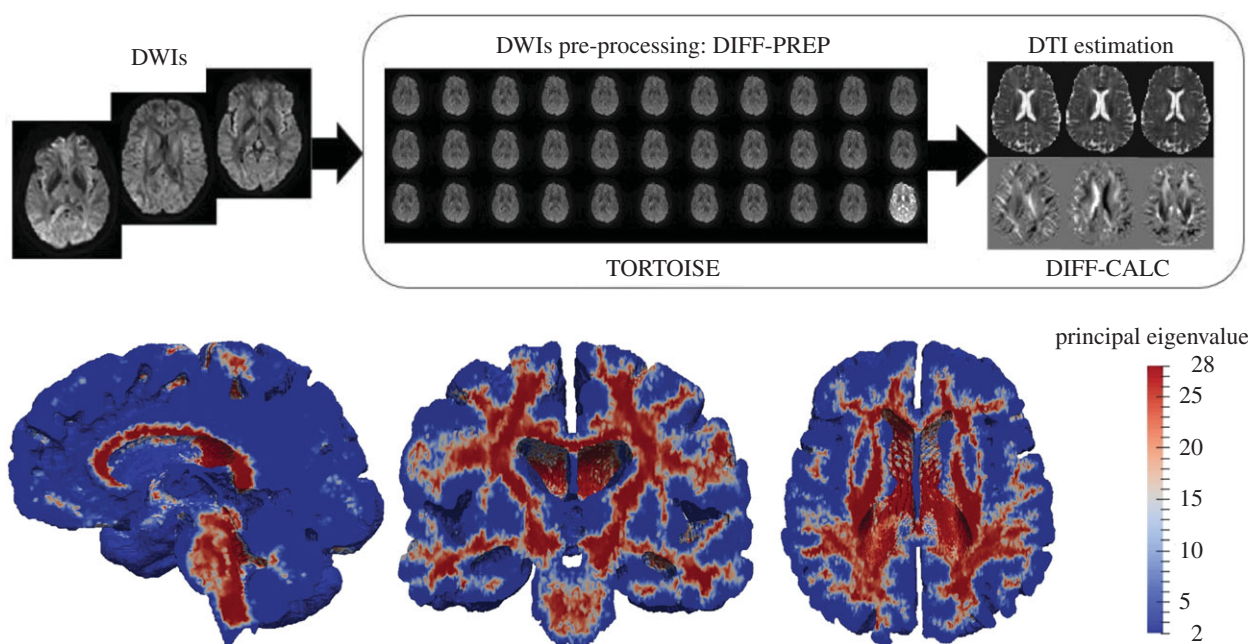 DWIs
DWIs pre-processing: DIFF-PREP
DTI estimation
TORTOISE
DIFF-CALC
principal eigenvalue
28
25
20
15
10
5
2